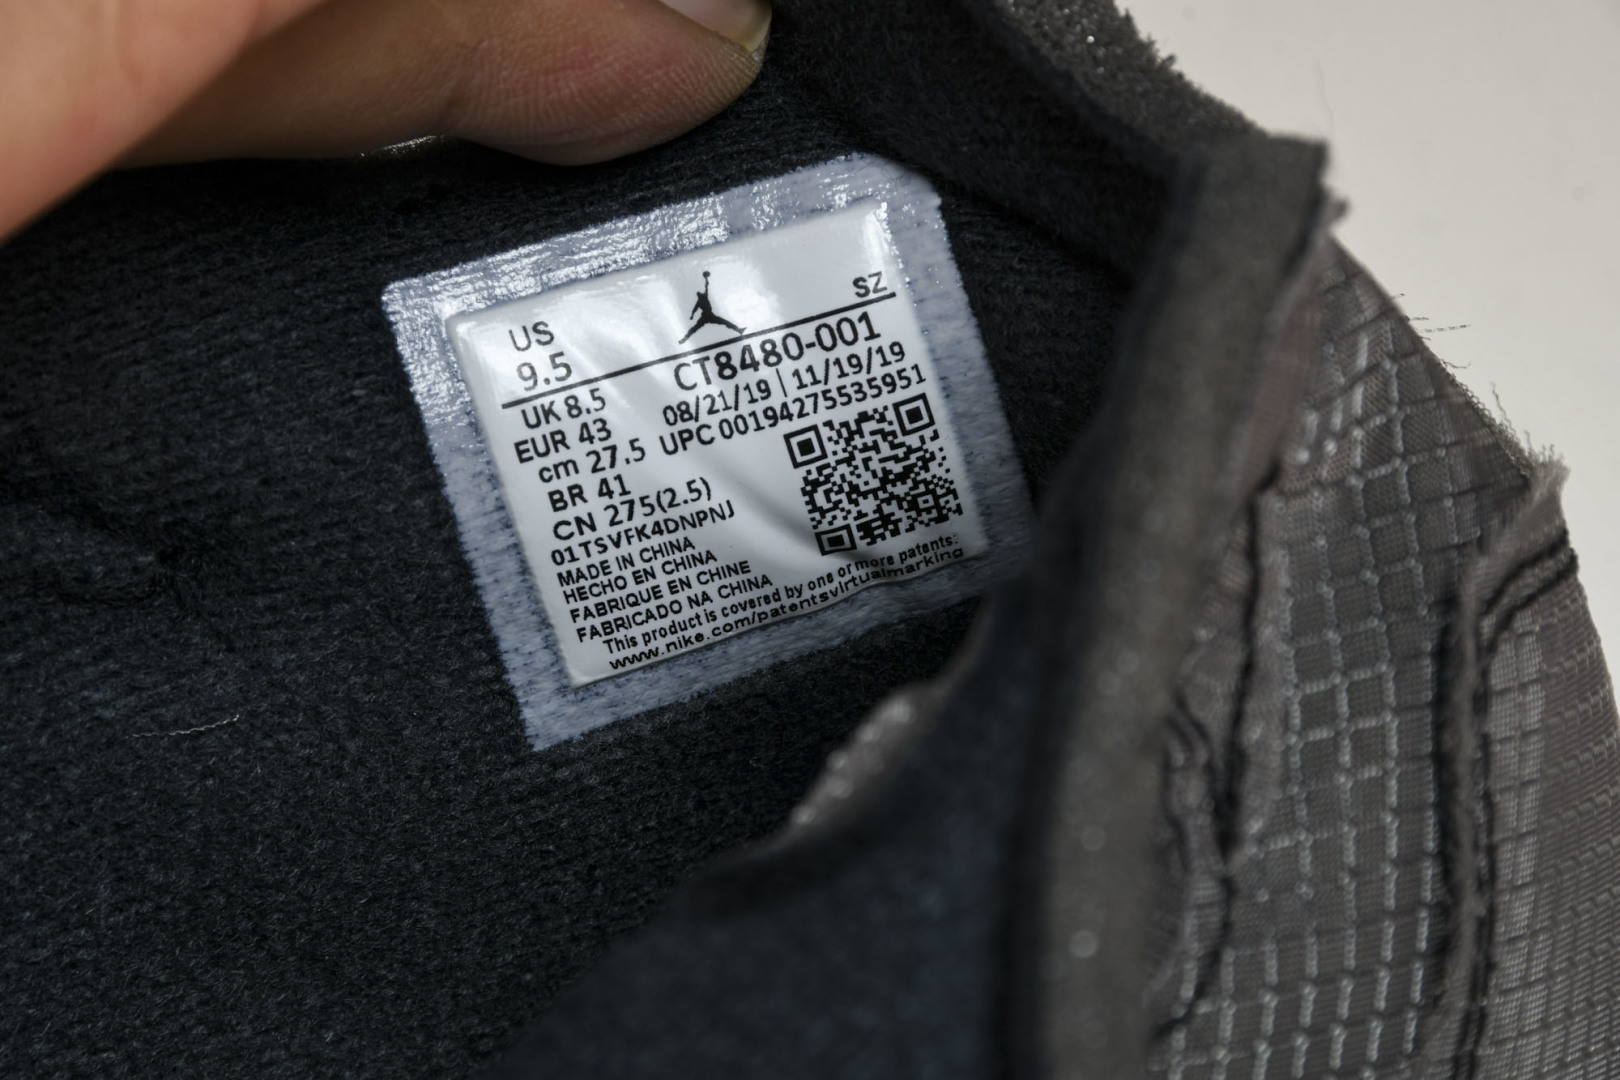 US
9.5
SZ
CT8480-001
08/21/19 | 11/19/19
UPC 00194275535951
UK 8.5
EUR 43
cm 27.5
BR 41
CN 275(2.5)
01TSVFK4DNPNJ
MADE IN CHINA
HECHO EN CHINA
FABRIQUE EN CHINE
FABRICADO NA CHINA
This product is covered by one or more patents:
www.nike.com/patentsvirtualmarking